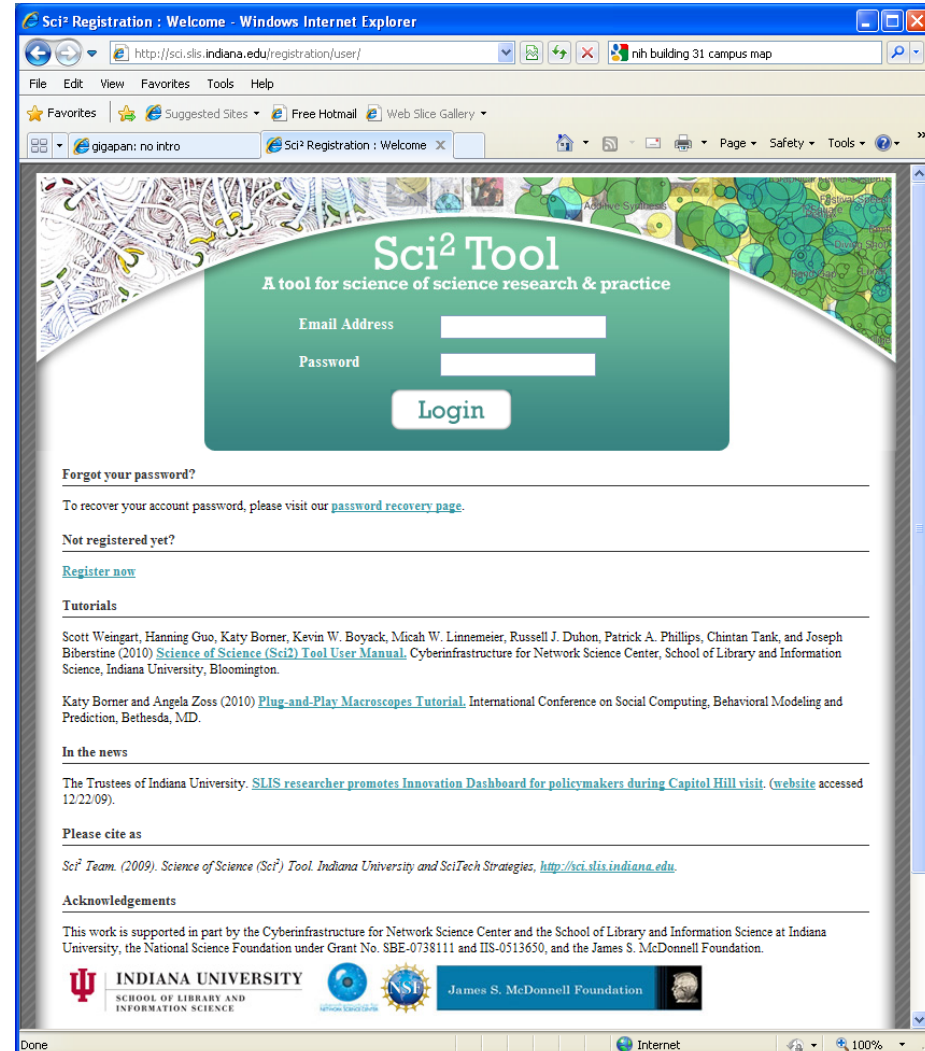 Sci² Registration : Welcome - Windows Internet Explorer
http://sci.slis.indiana.edu/registration/user/
nih building 31 campus map
File Edit View Favorites Tools Help
Favorites Suggested Sites Free Hotmail Web Slice Gallery
gigapan: no intro Sci² Registration : Welcome X Page Safety Tools »
Additive Synthesis
Sci² Tool
A tool for science of science research & practice
Email Address
Password
Login
Forgot your password?
To recover your account password, please visit our password recovery page.
Not registered yet?
Register now
Tutorials
Scott Weingart, Hanning Guo, Katy Borner, Kevin W. Boyack, Micah W. Linnemeier, Russell J. Duhon, Patrick A. Phillips, Chintan Tank, and Joseph
Biberstine (2010) Science of Science (Sci2) Tool User Manual. Cyberinfrastructure for Network Science Center, School of Library and Information
Science, Indiana University, Bloomington.
Katy Borner and Angela Zoss (2010) Plug-and-Play Macroscopes Tutorial. International Conference on Social Computing, Behavioral Modeling and
Prediction, Bethesda, MD.
In the news
The Trustees of Indiana University. SLIS researcher promotes Innovation Dashboard for policymakers during Capitol Hill visit. (website accessed
12/22/09).
Please cite as
Sci² Team. (2009). Science of Science (Sci²) Tool. Indiana University and SciTech Strategies, http://sci.slis.indiana.edu.
Acknowledgements
This work is supported in part by the Cyberinfrastructure for Network Science Center and the School of Library and Information Science at Indiana
University, the National Science Foundation under Grant No. SBE-0738111 and IIS-0513650, and the James S. McDonnell Foundation.
INDIANA UNIVERSITY
SCHOOL OF LIBRARY AND
INFORMATION SCIENCE
NSF
James S. McDonnell Foundation
Done Internet 100%